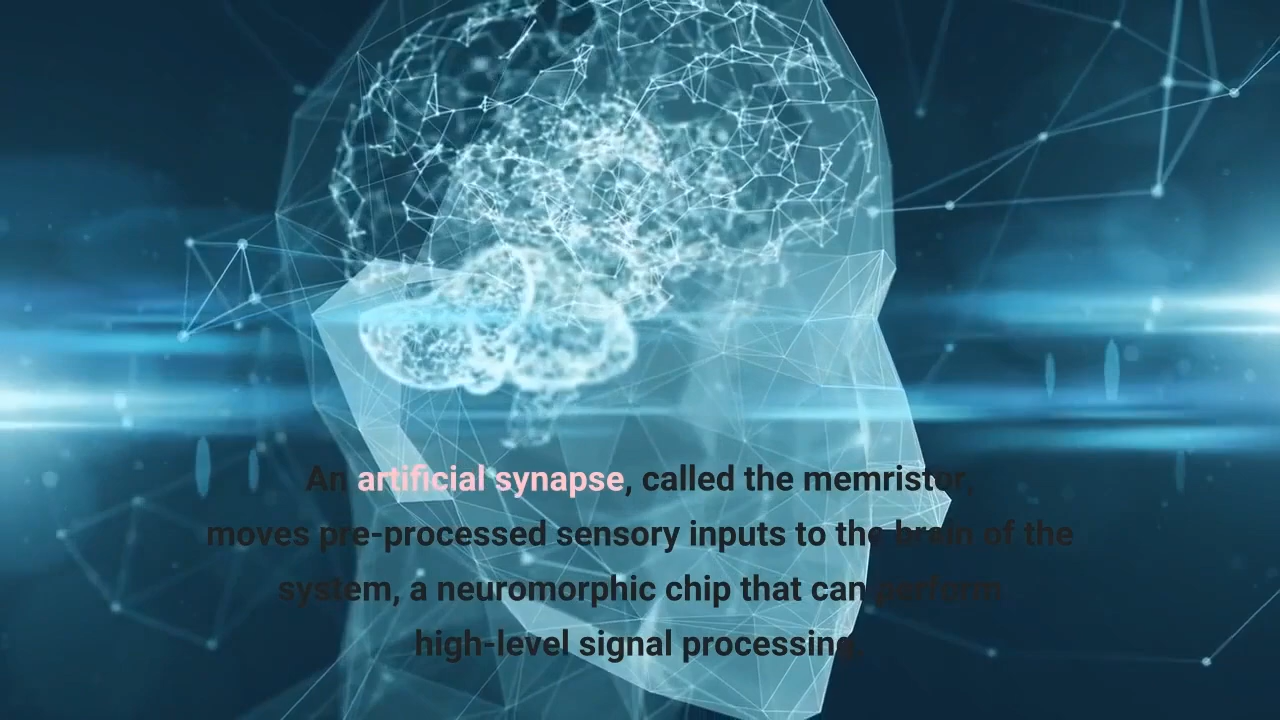 An artificial synapse, called the memristor,
moves pre-processed sensory inputs to the brain of the
system, a neuromorphic chip that can perform
high-level signal processing.